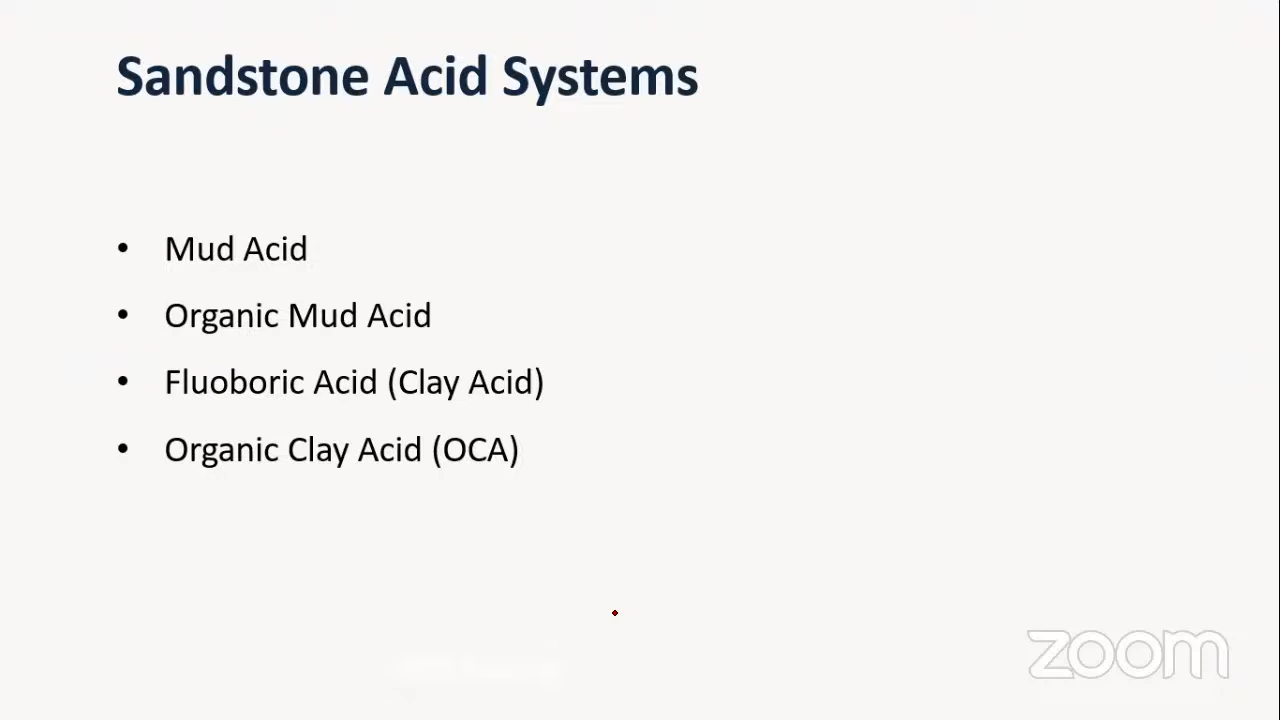 Sandstone Acid Systems
• Mud Acid
• Organic Mud Acid
• Fluoboric Acid (Clay Acid)
• Organic Clay Acid (OCA)
zoom